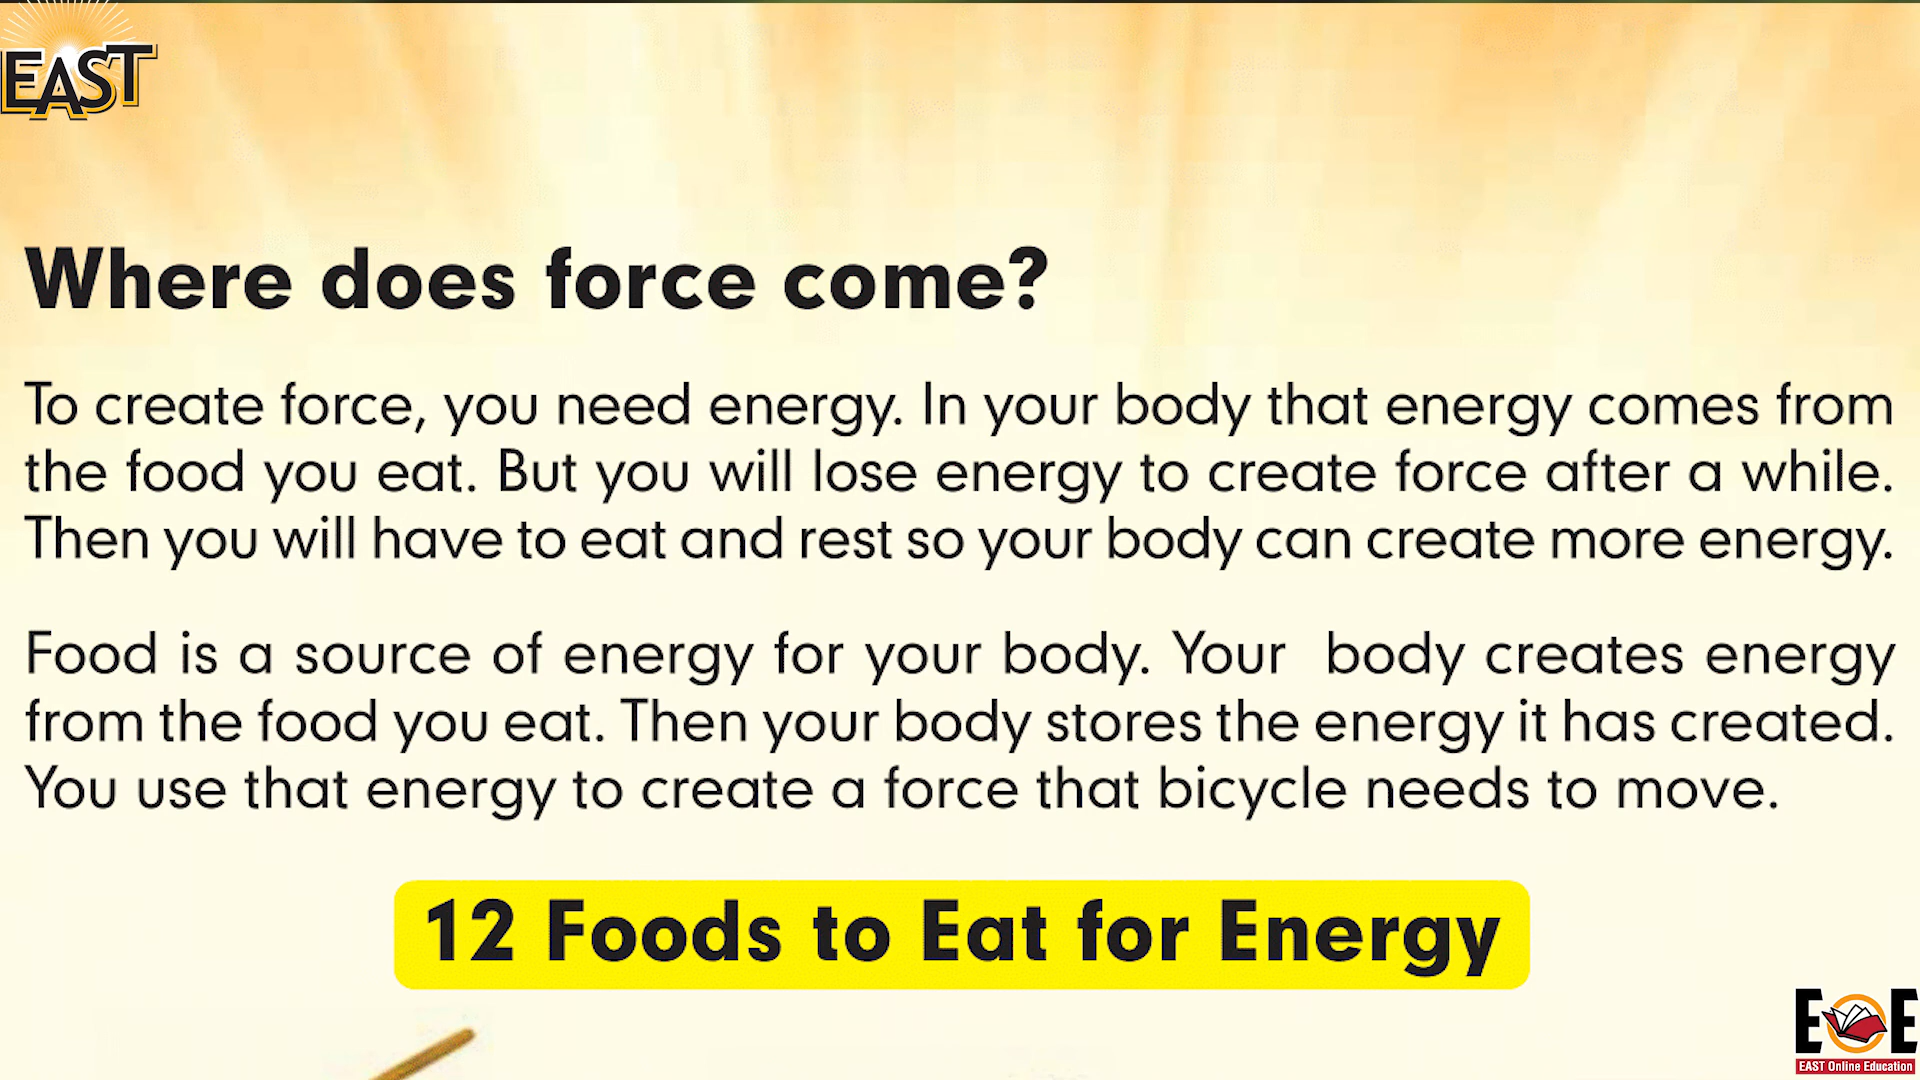 EAST
Where does force come?
To create force, you need energy. In your body that energy comes from
the food you eat. But you will lose energy to create force after a while.
Then you will have to eat and rest so your body can create more energy.
Food is a source of energy for your body. Your body creates energy
from the food you eat. Then your body stores the energy it has created.
You use that energy to create a force that bicycle needs to move.
12 Foods to Eat for Energy
EOE
EAST Online Education